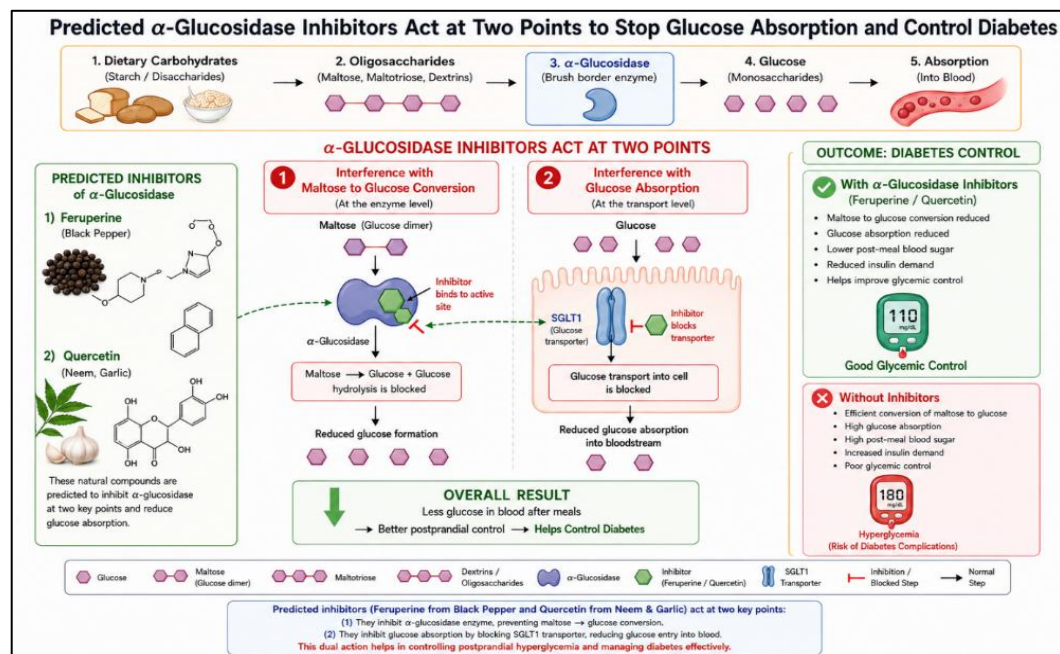 Predicted α-Glucosidase Inhibitors Act at Two Points to Stop Glucose Absorption and Control Diabetes
1. Dietary Carbohydrates
(Starch / Disaccharides)
2. Oligosaccharides
(Maltose, Maltotriose, Dextrins)
3. α-Glucosidase
(Brush border enzyme)
4. Glucose
(Monosaccharides)
5. Absorption
(Into Blood)
PREDICTED INHIBITORS
of α-Glucosidase
1) Feruperine
(Black Pepper)
2) Quercetin
(Neem, Garlic)
OH
OH
OH
OH
OH
O
O
These natural compounds are
predicted to inhibit α-glucosidase
at two key points and reduce
glucose absorption.
α-GLUCOSIDASE INHIBITORS ACT AT TWO POINTS
1
Interference with
Maltose to Glucose Conversion
(At the enzyme level)
Maltose (Glucose dimer)
Inhibitor
binds to active
site
α-Glucosidase
Maltose → Glucose + Glucose
hydrolysis is blocked
Reduced glucose formation
2
Interference with
Glucose Absorption
(At the transport level)
Glucose
SGLT1
(Glucose
transporter)
Inhibitor
blocks
transporter
Glucose transport into cell
is blocked
Reduced glucose absorption
into bloodstream
OVERALL RESULT
Less glucose in blood after meals
→ Better postprandial control → Helps Control Diabetes
OUTCOME: DIABETES CONTROL
With α-Glucosidase Inhibitors
(Feruperine / Quercetin)
• Maltose to glucose conversion reduced
• Glucose absorption reduced
• Lower post-meal blood sugar
• Reduced insulin demand
• Helps improve glycemic control
110
mg/dL
Good Glycemic Control
Without Inhibitors
• Efficient conversion of maltose to glucose
• High glucose absorption
• High post-meal blood sugar
• Increased insulin demand
• Poor glycemic control
180
mg/dL
Hyperglycemia
(Risk of Diabetes Complications)
Glucose
Maltose
(Glucose dimer)
Maltotriose
Dextrins /
Oligosaccharides
α-Glucosidase
Inhibitor
(Feruperine / Quercetin)
SGLT1
Transporter
Inhibition /
Blocked Step
Normal
Step
Predicted inhibitors (Feruperine from Black Pepper and Quercetin from Neem & Garlic) act at two key points:
(1) They inhibit α-glucosidase enzyme, preventing maltose → glucose conversion.
(2) They inhibit glucose absorption by blocking SGLT1 transporter, reducing glucose entry into blood.
This dual action helps in controlling postprandial hyperglycemia and managing diabetes effectively.